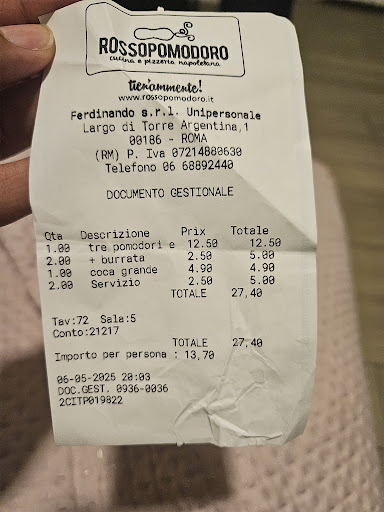 ROSSOPOMODORO
cucina e pizzeria napoletana
tien'ammente!
www.rossopomodoro.it
Ferdinando s.r.l. Unipersonale
Largo di Torre Argentina,1
00186 - ROMA
(RM) P. Iva 07214880630
Telefono 06 68892440
DOCUMENTO GESTIONALE
Qta Descrizione Prix Totale
1.00 tre pomodori e 12.50 12.50
2.00 + burrata 2.50 5.00
1.00 coca grande 4.90 4.90
2.00 Servizio 2.50 5.00
TOTALE 27,40
Tav:72 Sala:5
Conto:21217
TOTALE 27,40
Importo per persona : 13,70
06-05-2025 20:03
DOC.GEST. 0936-0036
2CITP019822